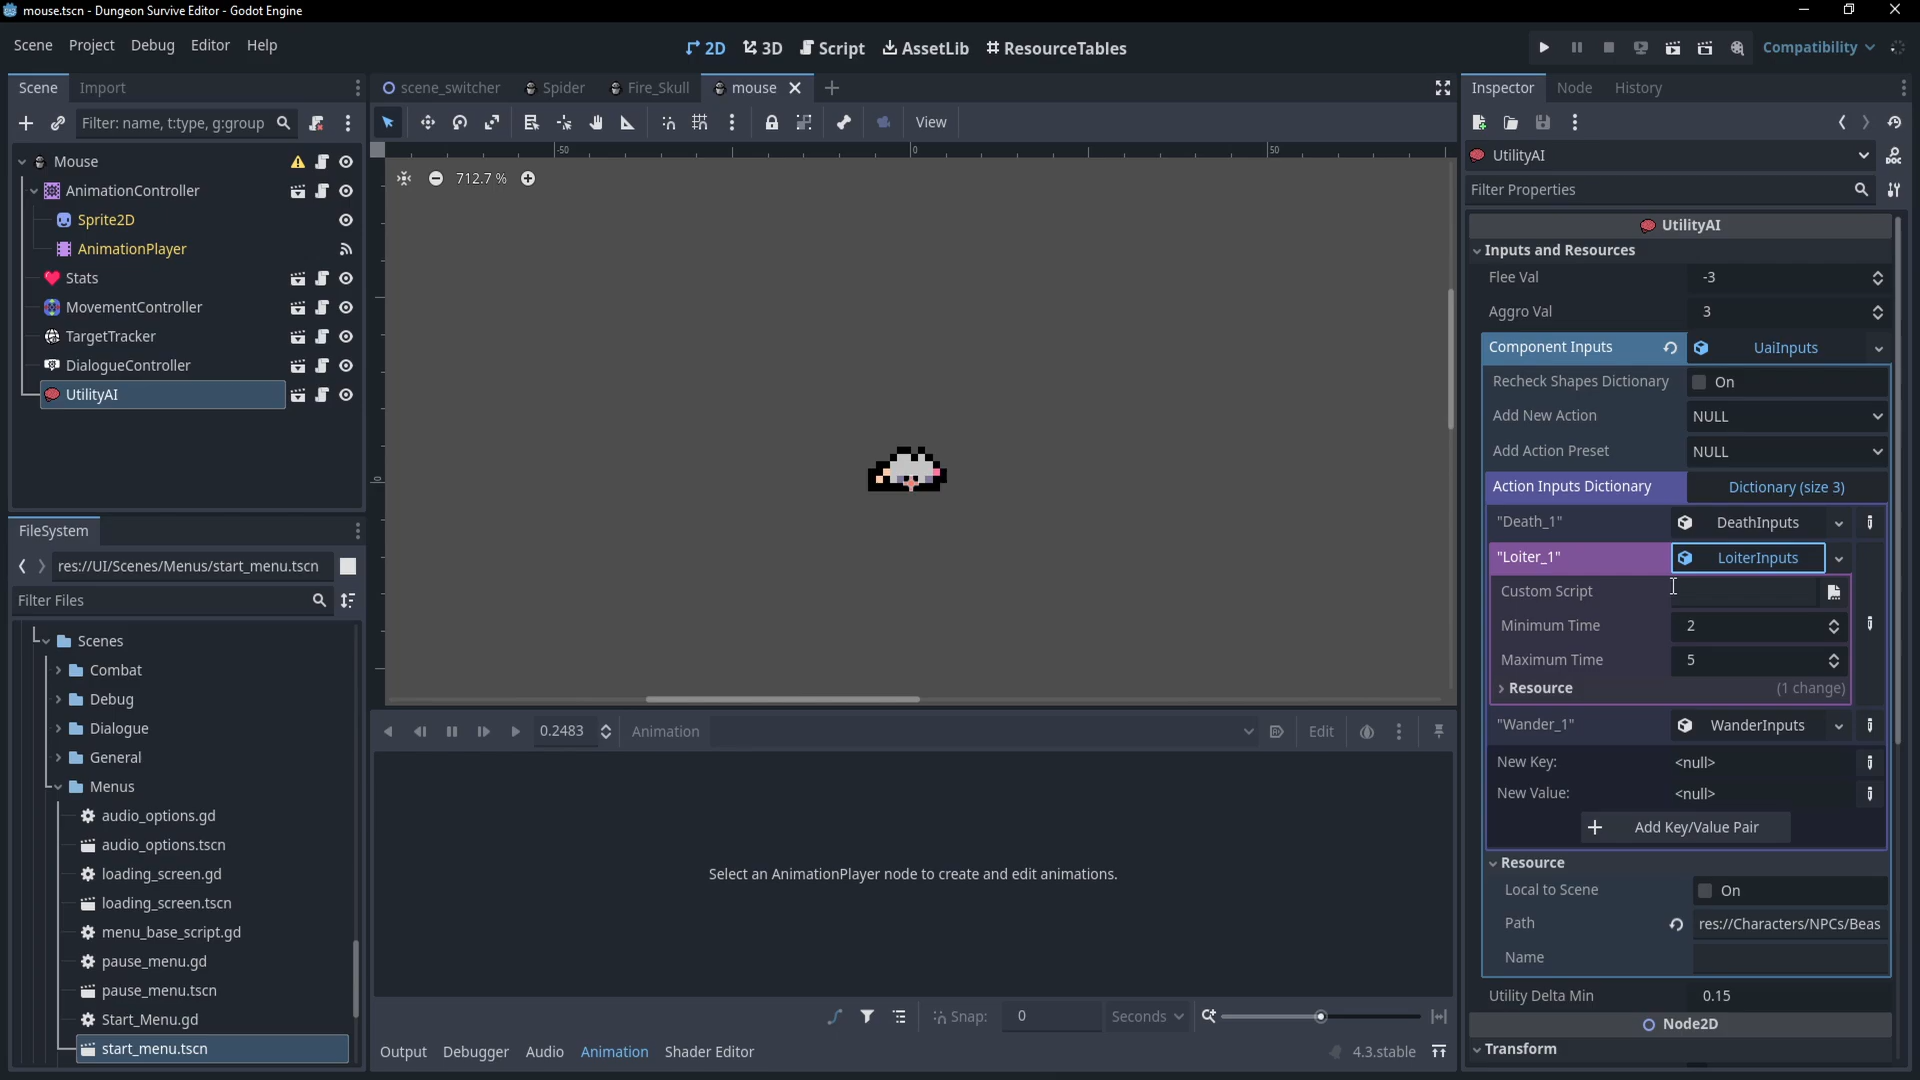 mouse.tscn - Dungeon Survive Editor - Godot Engine
Scene Project Debug Editor Help
2D 3D Script AssetLib ResourceTables
Compatibility
Scene Import
scene_switcher Spider Fire_Skull mouse
Inspector Node History
Filter: name, t:type, g:group
View
Mouse
AnimationController
Sprite2D
AnimationPlayer
Stats
MovementController
TargetTracker
DialogueController
UtilityAI
-50 0 50
712.7 %
0
FileSystem
res://UI/Scenes/Menus/start_menu.tscn
Filter Files
Scenes
Combat
Debug
Dialogue
General
Menus
audio_options.gd
audio_options.tscn
loading_screen.gd
loading_screen.tscn
menu_base_script.gd
pause_menu.gd
pause_menu.tscn
Start_Menu.gd
start_menu.tscn
0.2483 Animation Edit
Select an AnimationPlayer node to create and edit animations.
Snap: 0 Seconds
Output Debugger Audio Animation Shader Editor 4.3.stable
UtilityAI
DOC
Filter Properties
UtilityAI
Inputs and Resources
Flee Val -3
Aggro Val 3
Component Inputs UaiInputs
Recheck Shapes Dictionary On
Add New Action NULL
Add Action Preset NULL
Action Inputs Dictionary Dictionary (size 3)
"Death_1" DeathInputs
"Loiter_1" LoiterInputs
Custom Script
Minimum Time 2
Maximum Time 5
Resource (1 change)
"Wander_1" WanderInputs
New Key: <null>
New Value: <null>
Add Key/Value Pair
Resource
Local to Scene On
Path res://Characters/NPCs/Beas
Name
Utility Delta Min 0.15
Node2D
Transform